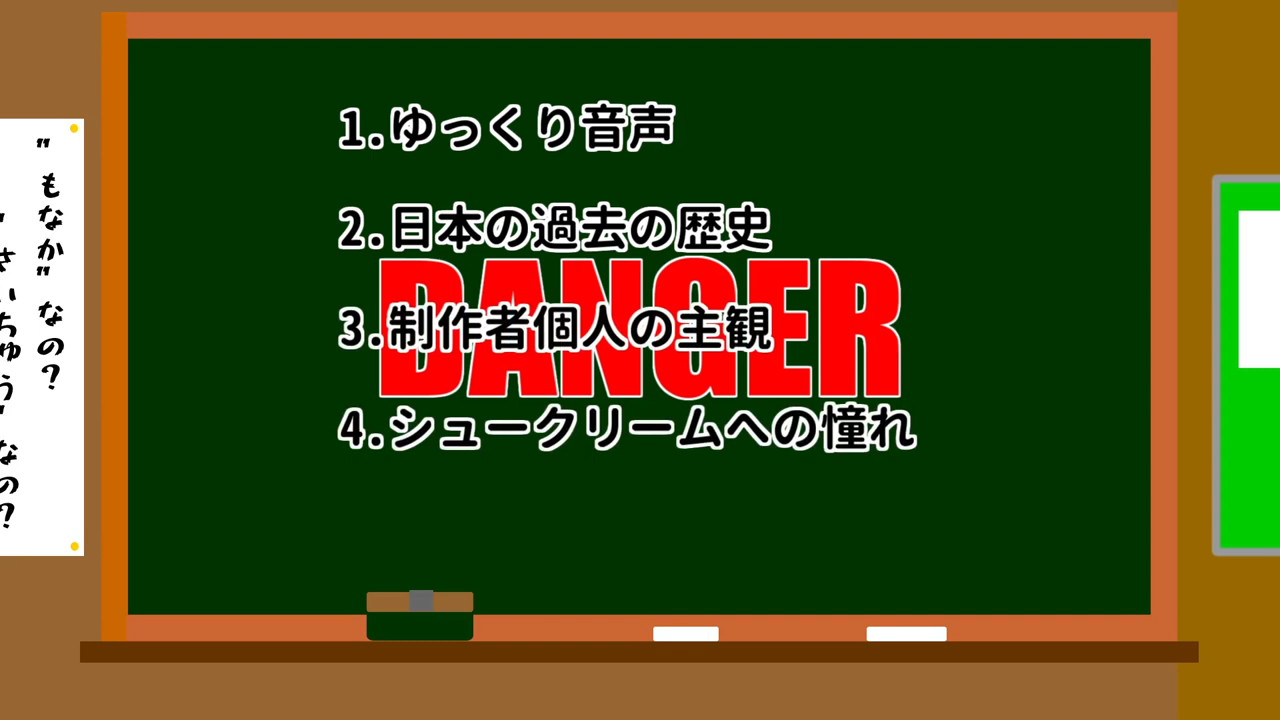 1.ゆっくり音声
2.日本の過去の歴史
DANGER
3.制作者個人の主観
4.シュークリームへの憧れ
"もなか"なの?
"さいちゅう"なの?